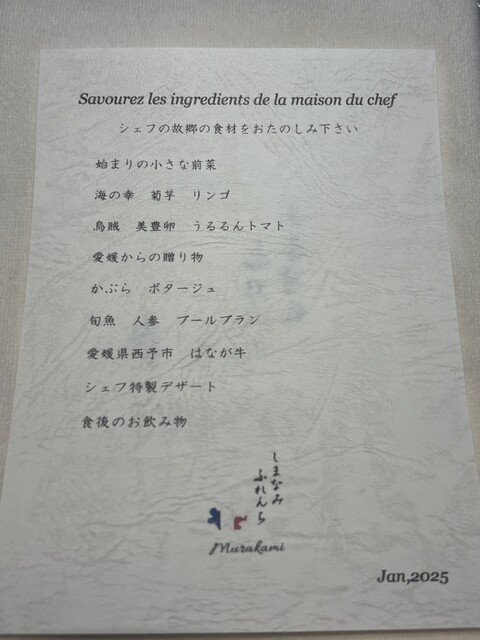 Savourez les ingredients de la maison du chef
シェフの故郷の食材をおたのしみ下さい
始まりの小さな前菜
海の幸　菊芋　リンゴ
烏賊　美豊卵　うるるんトマト
愛媛からの贈り物
かぶら　ポタージュ
旬魚　人参　ブールブラン
愛媛県西予市　はなが牛
シェフ特製デザート
食後のお飲み物
しまなみ
ふれんち
Murakami
Jan,2025